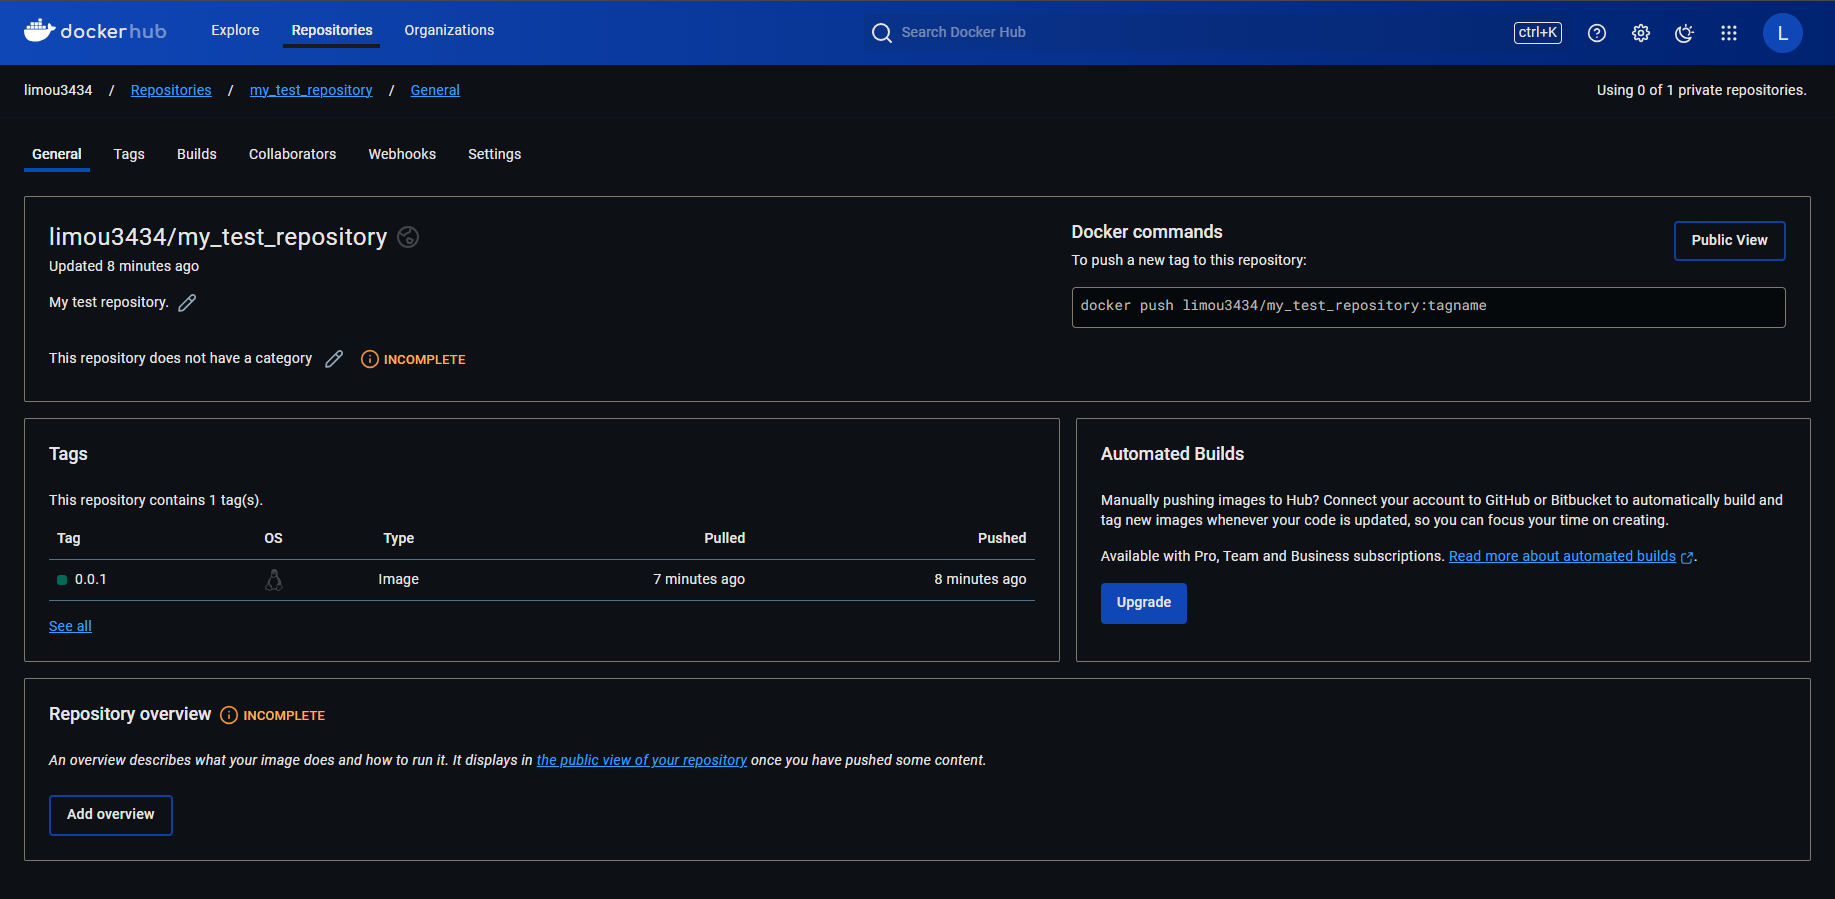 dockerhub Explore Repositories Organizations Search Docker Hub ctrl+K L
limou3434 / Repositories / my_test_repository / General Using 0 of 1 private repositories.
General Tags Builds Collaborators Webhooks Settings
limou3434/my_test_repository
Updated 8 minutes ago
My test repository.
This repository does not have a category INCOMPLETE
Docker commands
To push a new tag to this repository:
Public View
docker push limou3434/my_test_repository:tagname
Tags
This repository contains 1 tag(s).
Tag OS Type Pulled Pushed
0.0.1 Image 7 minutes ago 8 minutes ago
See all
Automated Builds
Manually pushing images to Hub? Connect your account to GitHub or Bitbucket to automatically build and
tag new images whenever your code is updated, so you can focus your time on creating.
Available with Pro, Team and Business subscriptions. Read more about automated builds.
Upgrade
Repository overview INCOMPLETE
An overview describes what your image does and how to run it. It displays in the public view of your repository once you have pushed some content.
Add overview